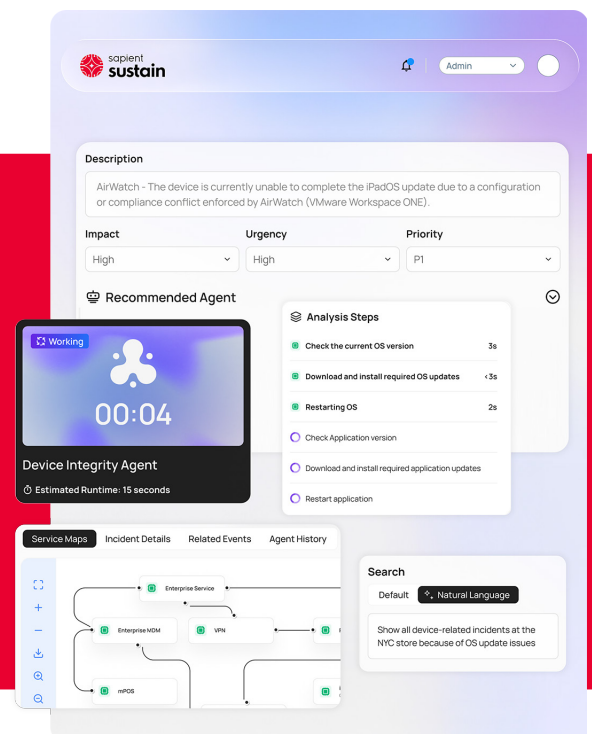 sapient
sustain
Admin
Description
AirWatch - The device is currently unable to complete the iPadOS update due to a configuration
or compliance conflict enforced by AirWatch (VMware Workspace ONE).
Impact
Urgency
Priority
High
High
P1
Recommended Agent
Working
00:04
Device Integrity Agent
Estimated Runtime: 15 seconds
Analysis Steps
Check the current OS version 3s
Download and install required OS updates <3s
Restarting OS 2s
Check Application version
Download and install required application updates
Restart application
Service Maps Incident Details Related Events Agent History
Enterprise Service
Enterprise MDM
VPN
mPOS
Search
Default Natural Language
Show all device-related incidents at the
NYC store because of OS update issues